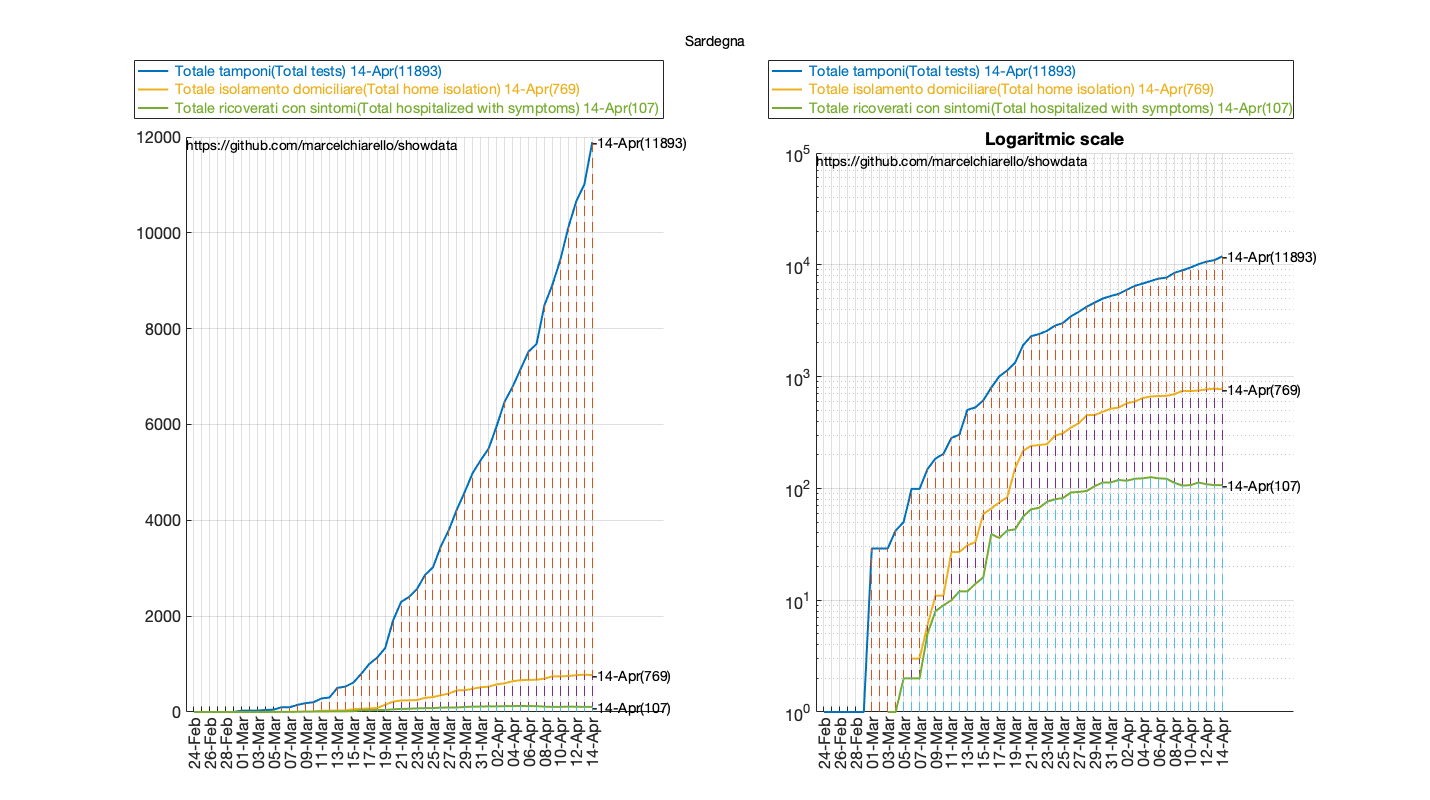 Sardegna
Totale tamponi(Total tests) 14-Apr(11893)
Totale isolamento domiciliare(Total home isolation) 14-Apr(769)
Totale ricoverati con sintomi(Total hospitalized with symptoms) 14-Apr(107)
https://github.com/marcelchiarello/showdata
12000
10000
8000
6000
4000
2000
0
14-Apr(11893)
14-Apr(769)
14-Apr(107)
24-Feb
26-Feb
28-Feb
01-Mar
03-Mar
05-Mar
07-Mar
09-Mar
11-Mar
13-Mar
15-Mar
17-Mar
19-Mar
21-Mar
23-Mar
25-Mar
27-Mar
29-Mar
31-Mar
02-Apr
04-Apr
06-Apr
08-Apr
10-Apr
12-Apr
14-Apr
Totale tamponi(Total tests) 14-Apr(11893)
Totale isolamento domiciliare(Total home isolation) 14-Apr(769)
Totale ricoverati con sintomi(Total hospitalized with symptoms) 14-Apr(107)
Logaritmic scale
https://github.com/marcelchiarello/showdata
10⁵
10⁴
10³
10²
10¹
10⁰
14-Apr(11893)
14-Apr(769)
14-Apr(107)
24-Feb
26-Feb
28-Feb
01-Mar
03-Mar
05-Mar
07-Mar
09-Mar
11-Mar
13-Mar
15-Mar
17-Mar
19-Mar
21-Mar
23-Mar
25-Mar
27-Mar
29-Mar
31-Mar
02-Apr
04-Apr
06-Apr
08-Apr
10-Apr
12-Apr
14-Apr